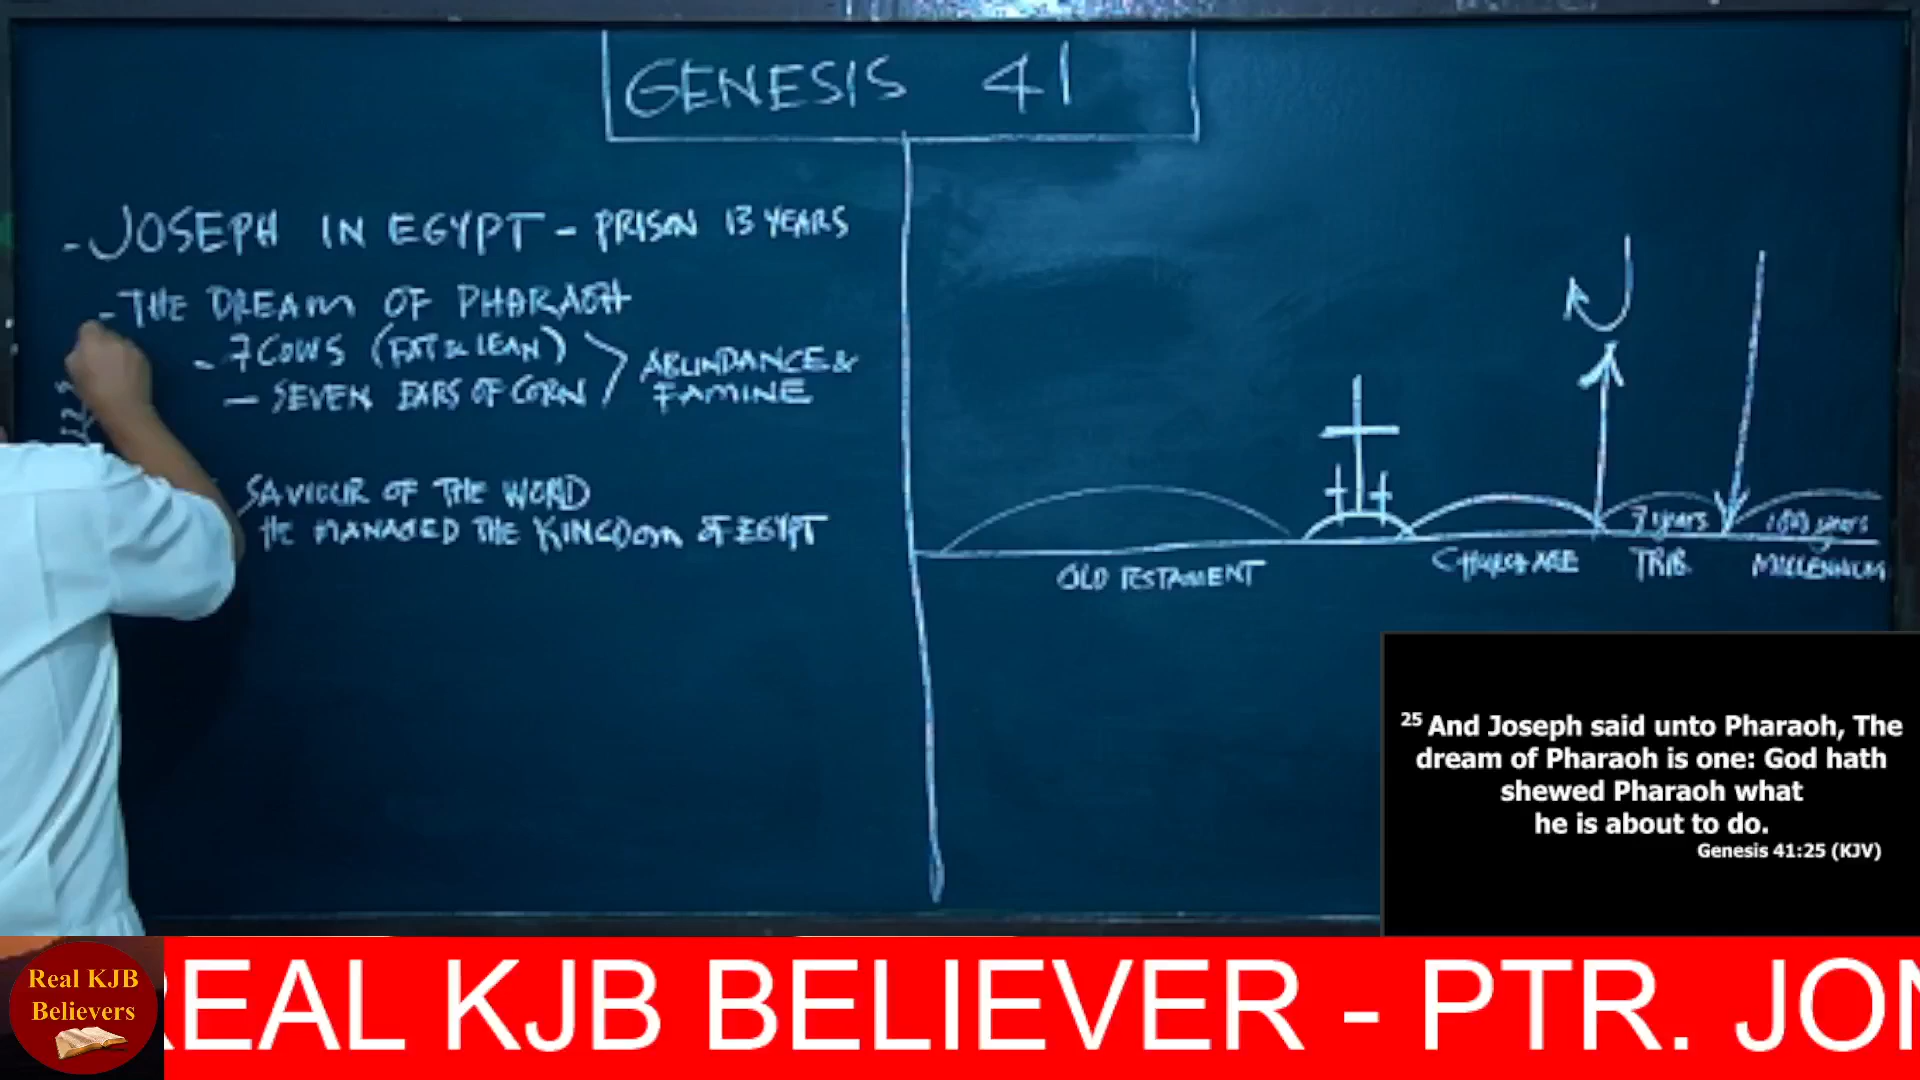 GENESIS 41
- JOSEPH IN EGYPT - PRISON 13 YEARS
- THE DREAM OF PHARAOH
- 7 COWS (FAT & LEAN)
- SEVEN EARS OF CORN
ABUNDANCE &
FAMINE
SAVIOUR OF THE WORD
HE MANAGED THE KINGDOM OF EGYPT
7 years
OLD TESTAMENT
CHURCH AGE
TRIB.
MILLENNIUM
25 And Joseph said unto Pharaoh, The
dream of Pharaoh is one: God hath
shewed Pharaoh what
he is about to do.
Genesis 41:25 (KJV)
Real KJB
Believers
REAL KJB BELIEVER - PTR. JON